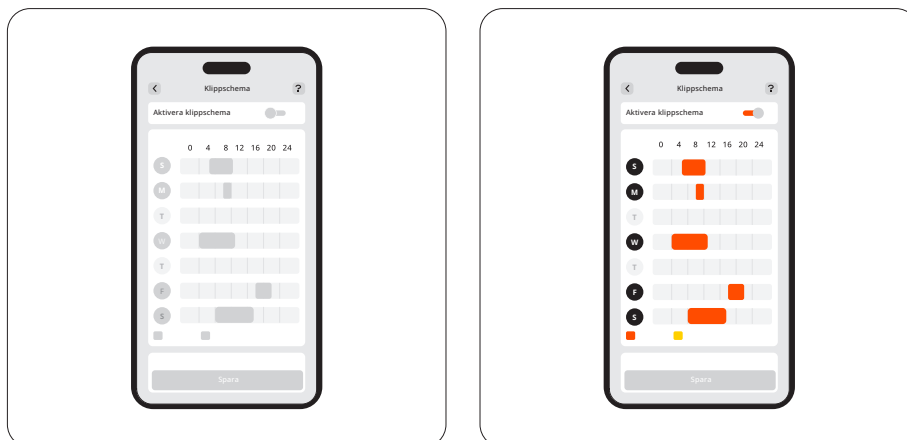 Klippschema ?
Aktivera klippschema
0 4 8 12 16 20 24
S
M
T
W
T
F
S
Spara
Klippschema ?
Aktivera klippschema
0 4 8 12 16 20 24
S
M
T
W
T
F
S
Spara